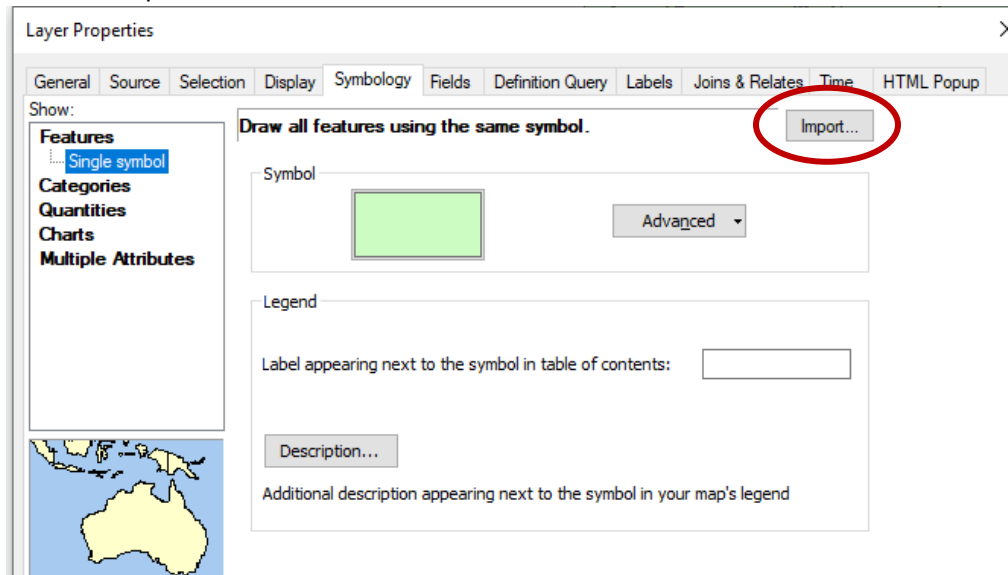 Layer Properties
General Source Selection Display Symbology Fields Definition Query Labels Joins & Relates Time HTML Popup
Show:
Features
Single symbol
Categories
Quantities
Charts
Multiple Attributes
Draw all features using the same symbol.
Import...
Symbol
Advanced
Legend
Label appearing next to the symbol in table of contents:
Description...
Additional description appearing next to the symbol in your map's legend